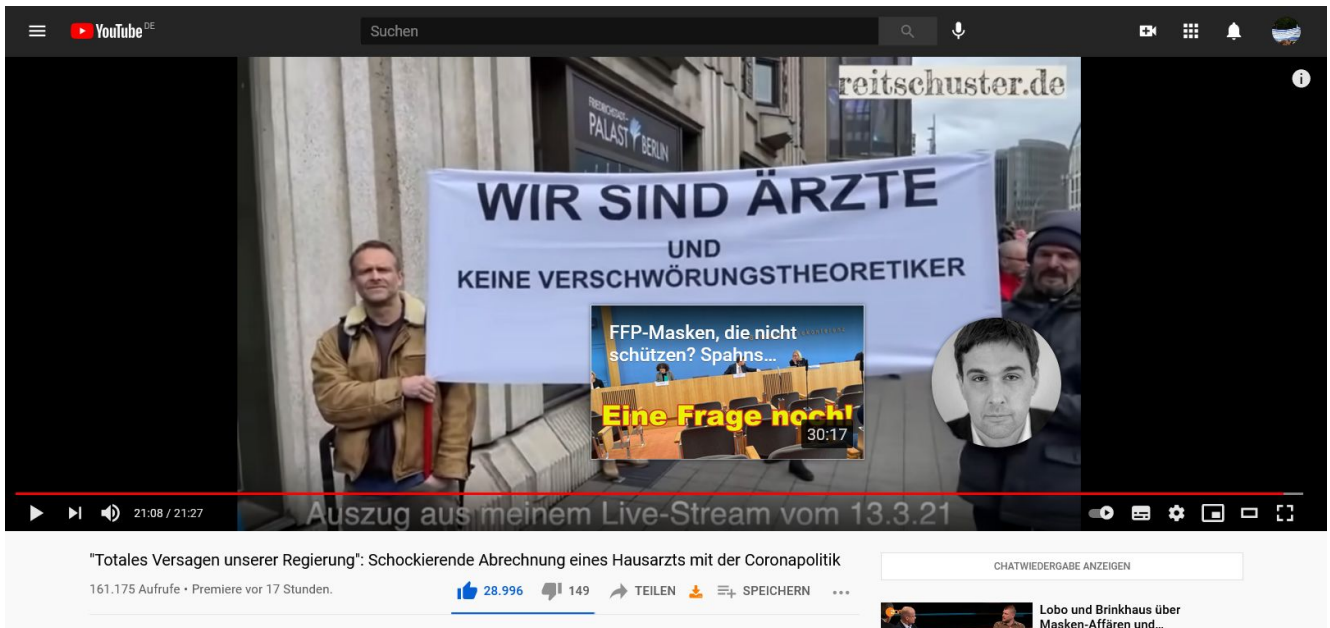 YouTube DE
Suchen
reitschuster.de
FRIEDRICHSTADT-
PALAST BERLIN
WIR SIND ÄRZTE
UND
KEINE VERSCHWÖRUNGSTHEORETIKER
FFP-Masken, die nicht
schützen? Spahns...
Eine Frage noch!
30:17
21:08 / 21:27
Auszug aus meinem Live-Stream vom 13.3.21
"Totales Versagen unserer Regierung": Schockierende Abrechnung eines Hausarzts mit der Coronapolitik
161.175 Aufrufe • Premiere vor 17 Stunden.
28.996
149
TEILEN
SPEICHERN
CHATWIEDERGABE ANZEIGEN
Lobo und Brinkhaus über
Masken-Affären und...